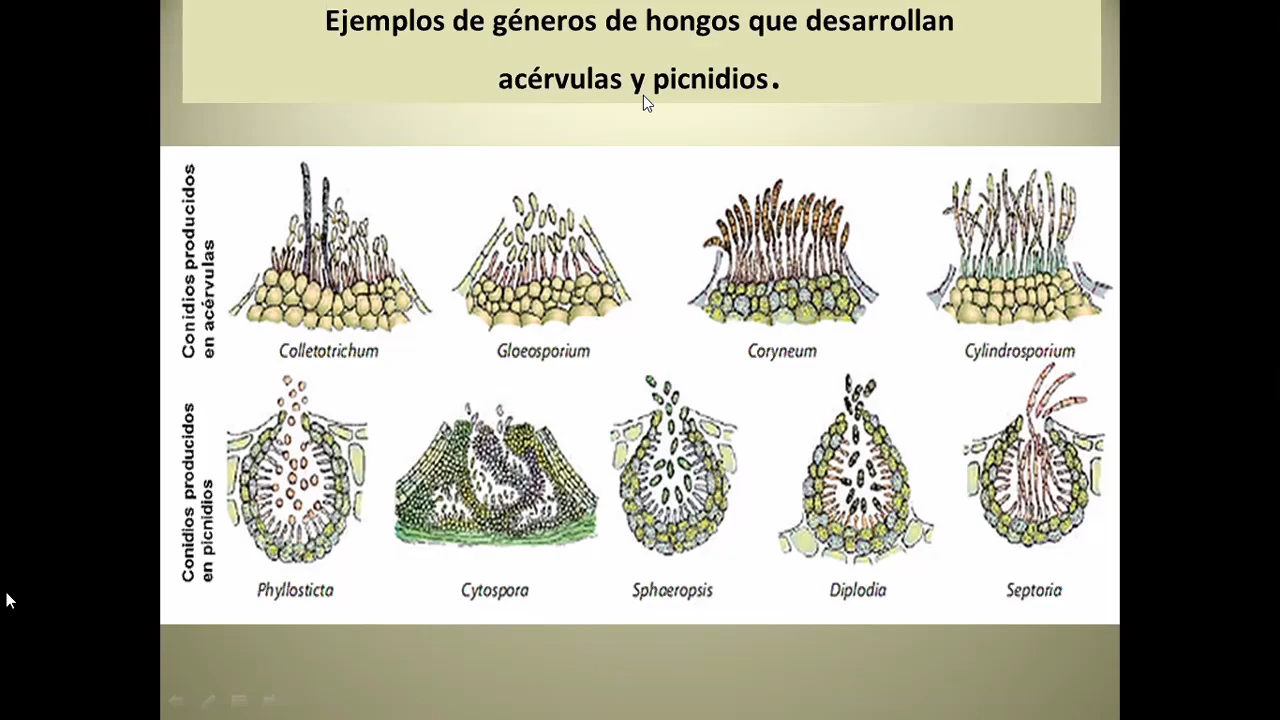 Ejemplos de géneros de hongos que desarrollan
acérvulas y picnidios.
Conidios producidos
en acérvulas
Colletotrichum
Gloeosporium
Coryneum
Cylindrosporium
Conidios producidos
en picnidios
Phyllosticta
Cytospora
Sphaeropsis
Diplodia
Septoria